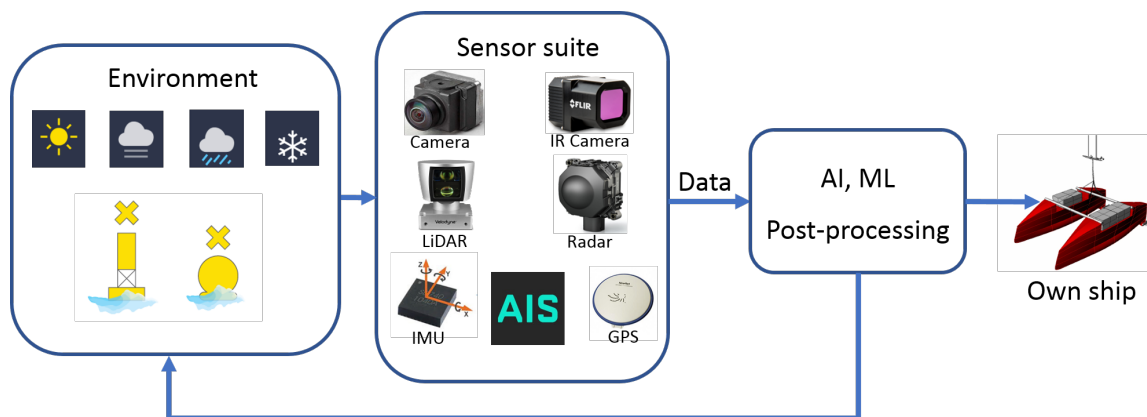 Environment
Sensor suite
FLIR
Camera
IR Camera
Velodyne
LiDAR
Radar
Z
Y
X
IMU
AIS
GPS
Data
AI, ML
Post-processing
Own ship